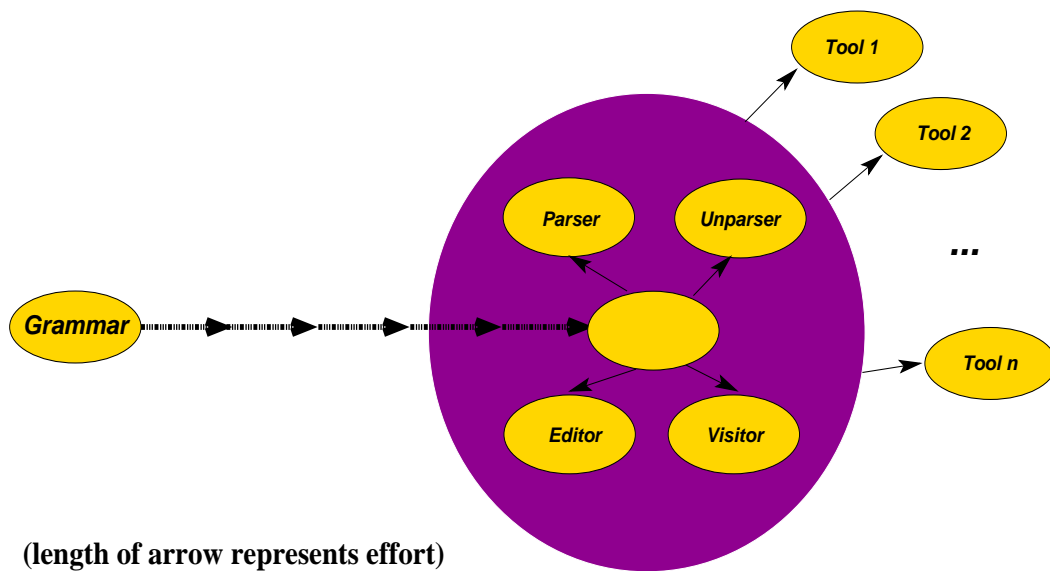 Tool 1
Tool 2
Parser
Unparser
...
Grammar
Tool n
Editor
Visitor
(length of arrow represents effort)